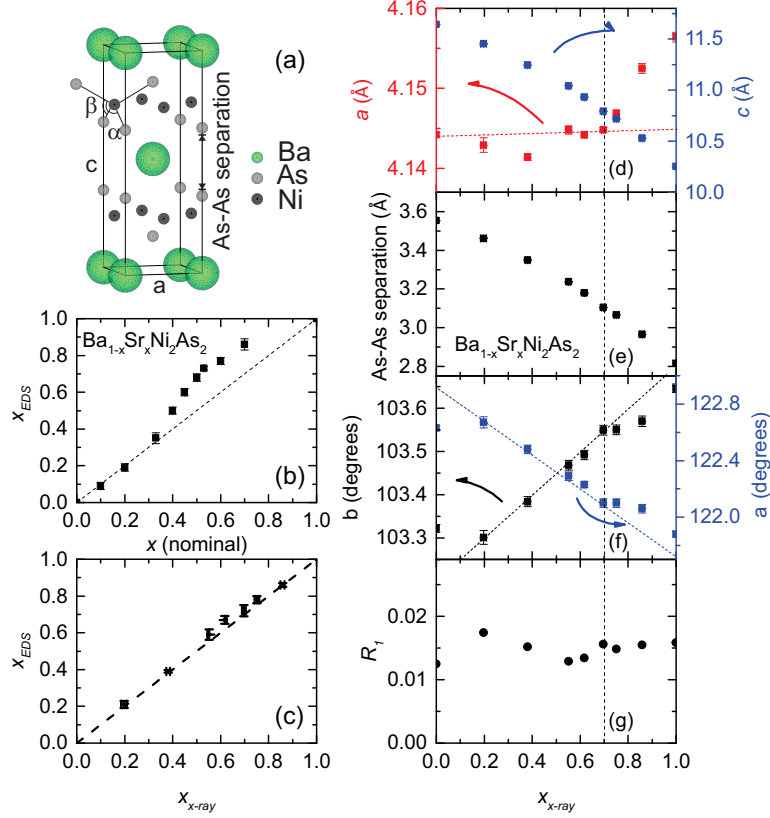 (a)
β
α
c
a
As-As separation
Ba
As
Ni
Ba1-xSrxNi2As2
xEDS
1.0
0.8
0.6
0.4
0.2
0.0
(b)
0.0 0.2 0.4 0.6 0.8 1.0
x (nominal)
xEDS
1.0
0.8
0.6
0.4
0.2
0.0
(c)
0.0 0.2 0.4 0.6 0.8 1.0
xx-ray
a (Å)
4.16
4.15
4.14
c (Å)
11.5
11.0
10.5
10.0
(d)
As-As separation (Å)
3.6
3.4
3.2
3.0
2.8
Ba1-xSrxNi2As2
(e)
b (degrees)
103.6
103.5
103.4
103.3
a (degrees)
122.8
122.4
122.0
(f)
R1
0.02
0.01
0.00
(g)
0.0 0.2 0.4 0.6 0.8 1.0
xx-ray